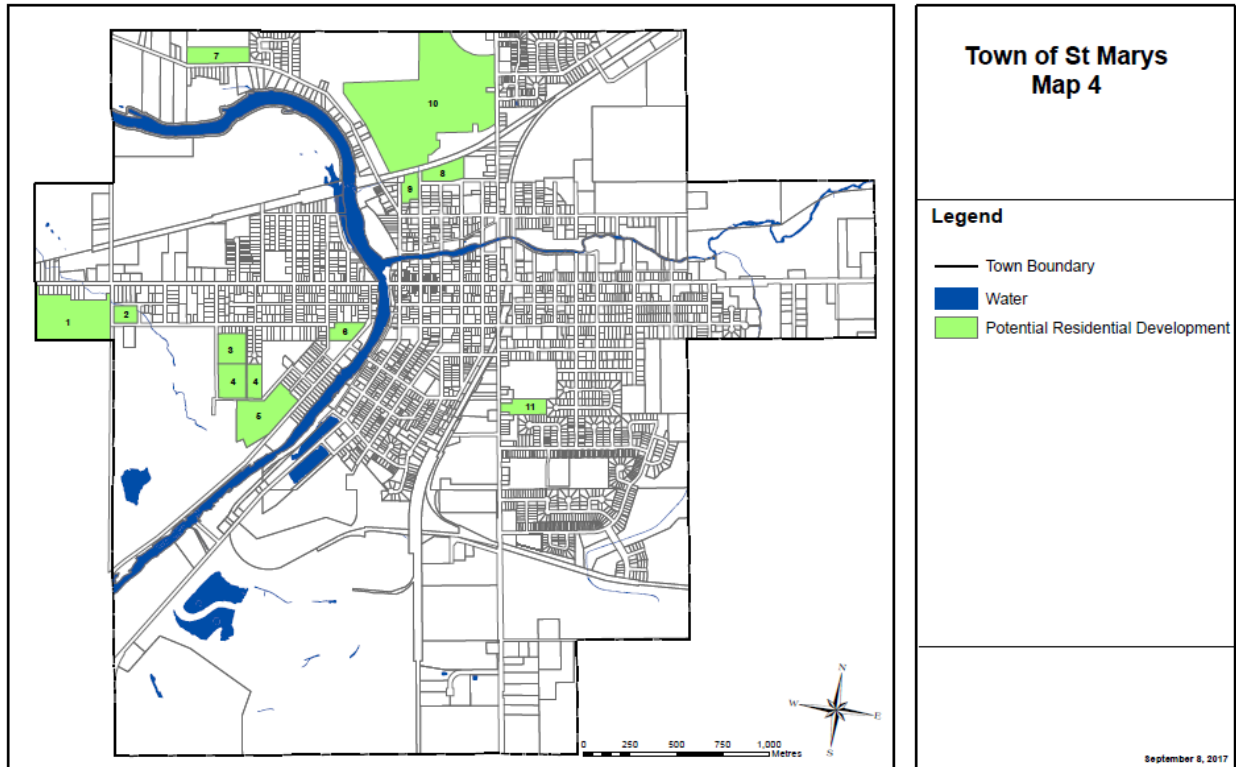 7
10
8
9
1
2
6
3
4 4
5
11
N
W E
S
0 250 500 750 1,000
Metres
Town of St Marys
Map 4
Legend
Town Boundary
Water
Potential Residential Development
September 8, 2017